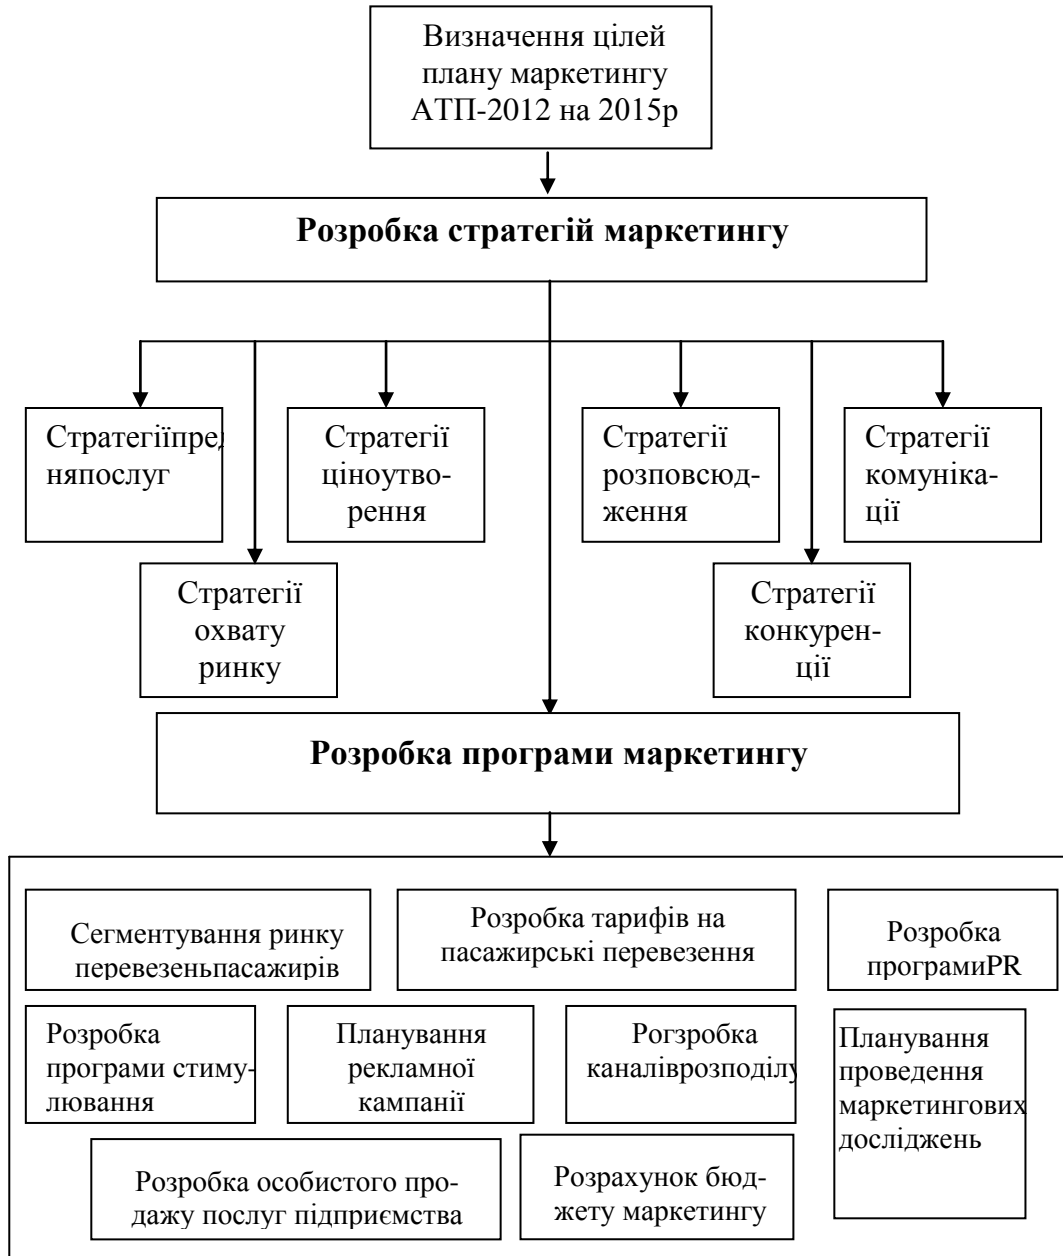 Визначення цілей
плану маркетингу
АТП-2012 на 2015р
Розробка стратегій маркетингу
Стратегіїпред
няпослуг
Стратегії
ціноутво-
рення
Стратегії
розповсюд-
ження
Стратегії
комуніка-
ції
Стратегії
охвату
ринку
Стратегії
конкурен-
ції
Розробка програми маркетингу
Сегментування ринку
перевезеньпасажирів
Розробка тарифів на
пасажирські перевезення
Розробка
програмиPR
Розробка
програми стиму-
лювання
Планування
рекламної
кампанії
Рогзробка
каналіврозподілу
Планування
проведення
маркетингових
досліджень
Розробка особистого про-
дажу послуг підприємства
Розрахунок бюд-
жету маркетингу